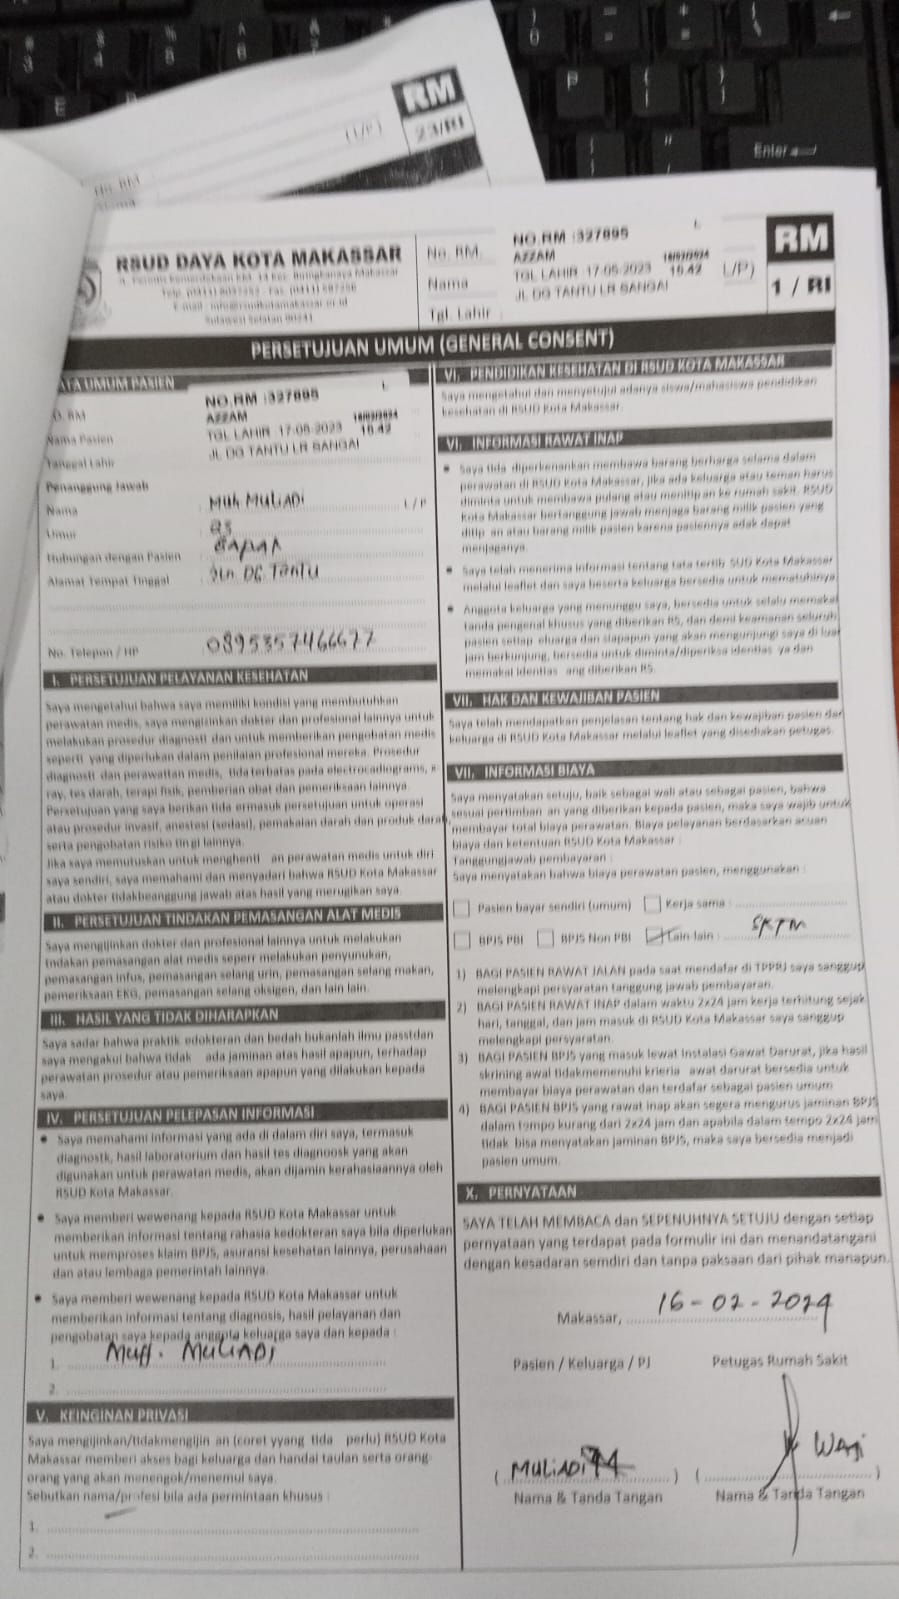 RM
23/RI
(L/P)
No. RM
RSUD DAYA KOTA MAKASSAR
Sulawesi Selatan 90241
No. RM.
Nama
Tgl. Lahir
NO.RM :327895
L
AZZAM
16/02/2024
TGL LAHIR 17-05-2023 16:42
JL DG TANTU LR SANGAI
L/P)
RM
1 / RI
PERSETUJUAN UMUM (GENERAL CONSENT)
DATA UMUM PASIEN
NO. RM
Nama Pasien
Tanggal Lahir
NO.RM :327895
L
AZZAM
16/02/2024
TGL LAHIR 17-05-2023 16:42
JL DG TANTU LR SANGAI
Penanggung Jawab
Nama MUH MULIADI L / P
Umur
Hubungan dengan Pasien BAPAK
Alamat Tempat Tinggal Jln. DG TANTU
No. Telepon / HP 0895357466677
I. PERSETUJUAN PELAYANAN KESEHATAN
Saya mengetahui bahwa saya memiliki kondisi yang membutuhkan
perawatan medis, saya mengizinkan dokter dan profesional lainnya untuk
melakukan prosedur diagnosti dan untuk memberikan pengobatan medis
seperti yang diperlukan dalam penilaian profesional mereka. Prosedur
diagnosti dan perawattan medis, tida terbatas pada electrocadiograms, x
ray, tes darah, terapi fisik, pemberian obat dan pemeriksaan lainnya.
Persetujuan yang saya berikan tida ermasuk persetujuan untuk operasi
atau prosedur invasif, anestesi (sedasi), pemakaian darah dan produk darah,
serta pengobatan risiko tin gi lainnya.
Jika saya memutuskan untuk menghenti an perawatan medis untuk diri
saya sendiri, saya memahami dan menyadari bahwa RSUD Kota Makassar
atau dokter tidakbeanggung jawab atas hasil yang merugikan saya.
II. PERSETUJUAN TINDAKAN PEMASANGAN ALAT MEDIS
Saya mengijinkan dokter dan profesional lainnya untuk melakukan
tndakan pemasangan alat medis seperr melakukan penyunukan,
pemasangan infus, pemasangan selang urin, pemasangan selang makan,
pemeriksaan EKG, pemasangan selang oksigen, dan lain lain.
III. HASIL YANG TIDAK DIHARAPKAN
Saya sadar bahwa praktik edokteran dan bedah bukanlah ilmu passtdan
saya mengakui bahwa tidak ada jaminan atas hasil apapun, terhadap
perawatan prosedur atau pemeriksaan apapun yang dilakukan kepada
saya.
IV. PERSETUJUAN PELEPASAN INFORMASI
• Saya memahami informasi yang ada di dalam diri saya, termasuk
diagnostk, hasil laboratorium dan hasil tes diagnoosk yang akan
digunakan untuk perawatan medis, akan dijamin kerahasiaannya oleh
RSUD Kota Makassar.
• Saya memberi wewenang kepada RSUD Kota Makassar untuk
memberikan informasi tentang rahasia kedokteran saya bila diperlukan
untuk memproses klaim BPJS, asuransi kesehatan lainnya, perusahaan
dan atau lembaga pemerintah lainnya.
• Saya memberi wewenang kepada RSUD Kota Makassar untuk
memberikan informasi tentang diagnosis, hasil pelayanan dan
pengobatan saya kepada anggota keluarga saya dan kepada :
1. MUH. MULIADI
2.
V. KEINGINAN PRIVASI
Saya mengijinkan/tidakmengijin an (coret yyang tida perlu) RSUD Kota
Makassar memberi akses bagi keluarga dan handai taulan serta orang-
orang yang akan menengok/menemui saya.
Sebutkan nama/profesi bila ada permintaan khusus :
1.
2.
VI. PENDIDIKAN KESEHATAN DI RSUD KOTA MAKASSAR
Saya mengetahui dan menyetujui adanya siswa/mahasiswa pendidikan
kesehatan di RSUD Kota Makassar.
VI. INFORMASI RAWAT INAP
• Saya tida diperkenankan membawa barang berharga selama dalam
perawatan di RSUD Kota Makassar, jika ada keluarga atau teman harus
diminta untuk membawa pulang atau menitip an ke rumah sakit. RSUD
Kota Makassar bertanggung jawab menjaga barang milik pasien yang
ditip an atau barang milik pasien karena pasiennya adak dapat
menjaganya.
• Saya telah menerima informasi tentang tata tertib SUD Kota Makassar
melalui leaflet dan saya beserta keluarga bersedia untuk mematuhinya
• Anggota keluarga yang menunggu saya, bersedia untuk selalu memakai
tanda pengenal khusus yang diberikan RS, dan demi keamanan seluruh
pasien setiap eluarga dan siapapun yang akan mengunjungi saya di luar
jam berkunjung, bersedia untuk diminta/diperiksa identias ya dan
memakai identias ang diberikan RS.
VII. HAK DAN KEWAJIBAN PASIEN
Saya telah mendapatkan penjelasan tentang hak dan kewajiban pasien dan
keluarga di RSUD Kota Makassar melalui leaflet yang disediakan petugas.
VII. INFORMASI BIAYA
Saya menyatakan setuju, baik sebagai wali atau sebagai pasien, bahwa
sesuai pertimban an yang diberikan kepada pasien, maka saya wajib untuk
membayar total biaya perawatan. Biaya pelayanan berdasarkan acuan
biaya dan ketentuan RSUD Kota Makassar :
Tanggungjawab pembayaran :
Saya menyatakan bahwa biaya perawatan pasien, menggunakan :
Pasien bayar sendiri (umum) Kerja sama :
BPJS PBI BPJS Non PBI Lain-lain : SKTM
1) BAGI PASIEN RAWAT JALAN pada saat mendafar di TPPRJ saya sanggup
melengkapi persyaratan tanggung jawab pembayaran.
2) BAGI PASIEN RAWAT INAP dalam waktu 2x24 jam kerja terhitung sejak
hari, tanggal, dan jam masuk di RSUD Kota Makassar saya sanggup
melengkapi persyaratan.
3) BAGI PASIEN BPJS yang masuk lewat Instalasi Gawat Darurat, jika hasil
skrining awal tidakmemenuhi krieria awat darurat bersedia untuk
membayar biaya perawatan dan terdafar sebagai pasien umum
4) BAGI PASIEN BPJS yang rawat inap akan segera mengurus jaminan BPJS
dalam tempo kurang dari 2x24 jam dan apabila dalam tempo 2x24 jam
tidak bisa menyatakan jaminan BPJS, maka saya bersedia menjadi
pasien umum.
X. PERNYATAAN
SAYA TELAH MEMBACA dan SEPENUHNYA SETUJU dengan setiap
pernyataan yang terdapat pada formulir ini dan menandatangani
dengan kesadaran semdiri dan tanpa paksaan dari pihak manapun.
Makassar, 16-02-2024
Pasien / Keluarga / PJ Petugas Rumah Sakit
( MULIADI ) ( )
Nama & Tanda Tangan Nama & Tanda Tangan
Enter